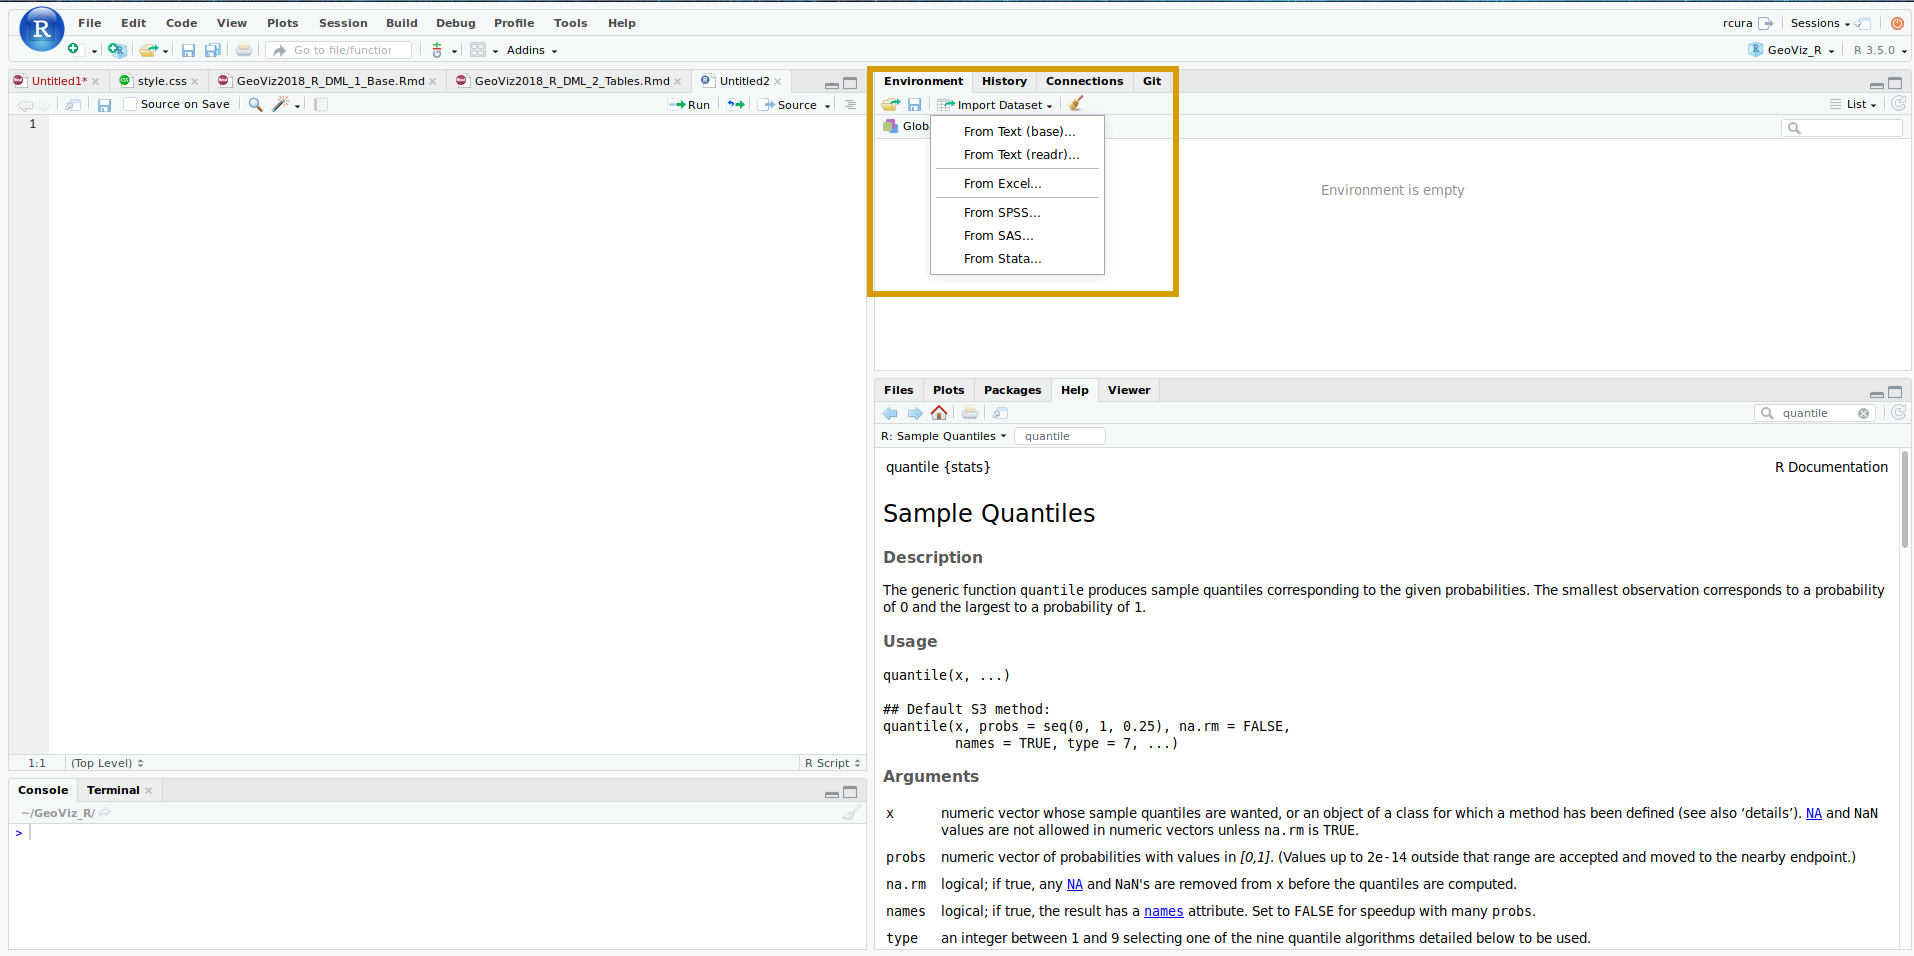 File Edit Code View Plots Session Build Debug Profile Tools Help
rcura Sessions
Go to file/function Addins
GeoViz_R R 3.5.0
Untitled1* style.css GeoViz2018_R_DML_1_Base.Rmd GeoViz2018_R_DML_2_Tables.Rmd Untitled2
Source on Save Run Source
1
1:1 (Top Level) R Script
Console Terminal
~/GeoViz_R/
>
Environment History Connections Git
Import Dataset List
Glob
From Text (base)...
From Text (readr)...
From Excel...
From SPSS...
From SAS...
From Stata...
Environment is empty
Files Plots Packages Help Viewer
quantile
R: Sample Quantiles quantile
quantile {stats} R Documentation
Sample Quantiles
Description
The generic function quantile produces sample quantiles corresponding to the given probabilities. The smallest observation corresponds to a probability
of 0 and the largest to a probability of 1.
Usage
quantile(x, ...)
## Default S3 method:
quantile(x, probs = seq(0, 1, 0.25), na.rm = FALSE,
names = TRUE, type = 7, ...)
Arguments
x numeric vector whose sample quantiles are wanted, or an object of a class for which a method has been defined (see also ‘details’). NA and NaN
values are not allowed in numeric vectors unless na.rm is TRUE.
probs numeric vector of probabilities with values in [0,1]. (Values up to 2e-14 outside that range are accepted and moved to the nearby endpoint.)
na.rm logical; if true, any NA and NaN's are removed from x before the quantiles are computed.
names logical; if true, the result has a names attribute. Set to FALSE for speedup with many probs.
type an integer between 1 and 9 selecting one of the nine quantile algorithms detailed below to be used.